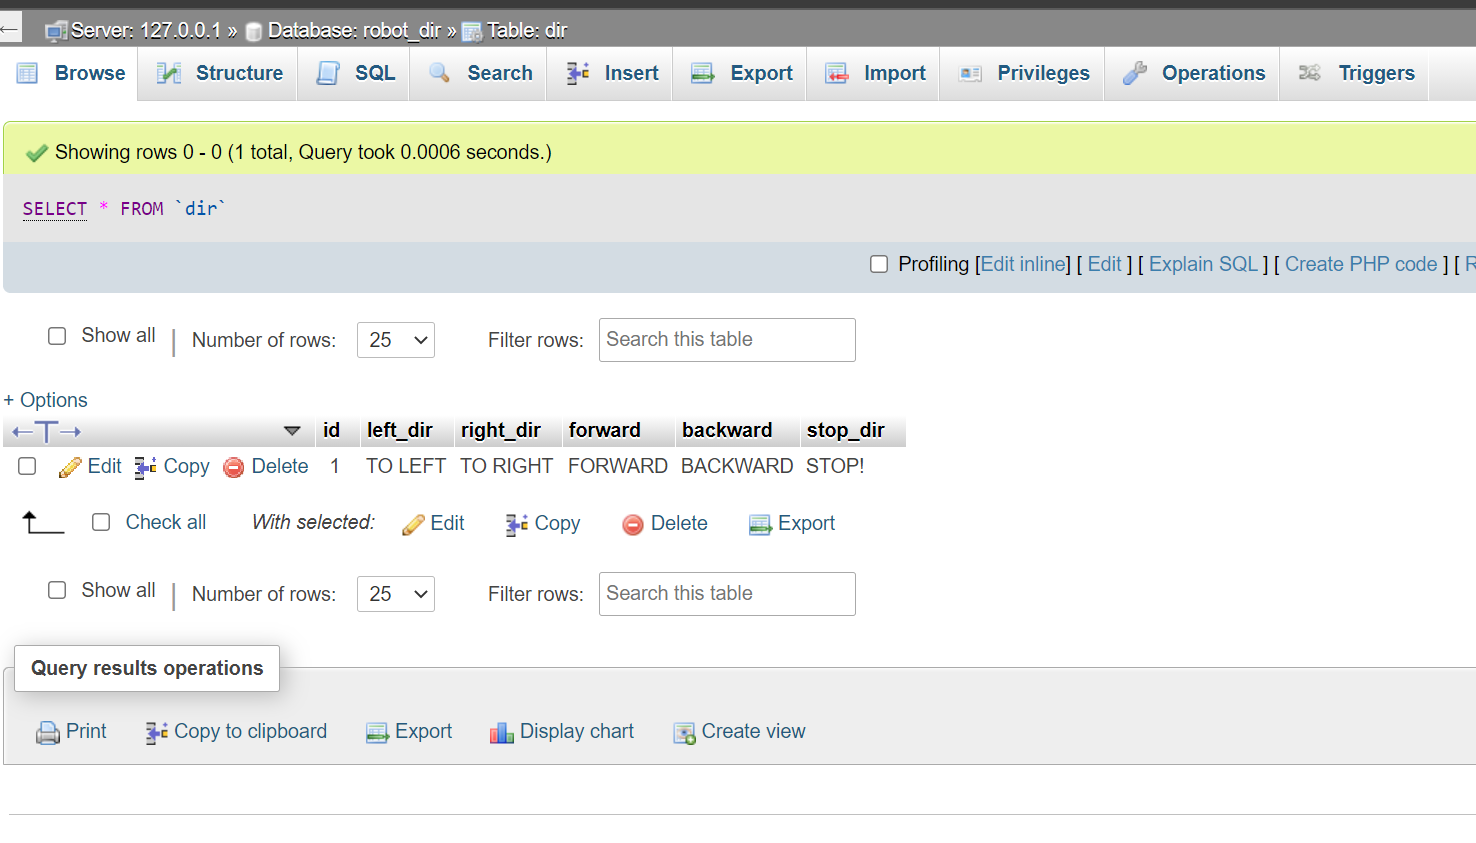 Server: 127.0.0.1 » Database: robot_dir » Table: dir
Browse Structure SQL Search Insert Export Import Privileges Operations Triggers
Showing rows 0 - 0 (1 total, Query took 0.0006 seconds.)
SELECT * FROM `dir`
Profiling [Edit inline] [ Edit ] [ Explain SQL ] [ Create PHP code ] [ R
Show all | Number of rows: 25 Filter rows: Search this table
+ Options
←T→ id left_dir right_dir forward backward stop_dir
Edit Copy Delete 1 TO LEFT TO RIGHT FORWARD BACKWARD STOP!
Check all With selected: Edit Copy Delete Export
Show all | Number of rows: 25 Filter rows: Search this table
Query results operations
Print Copy to clipboard Export Display chart Create view